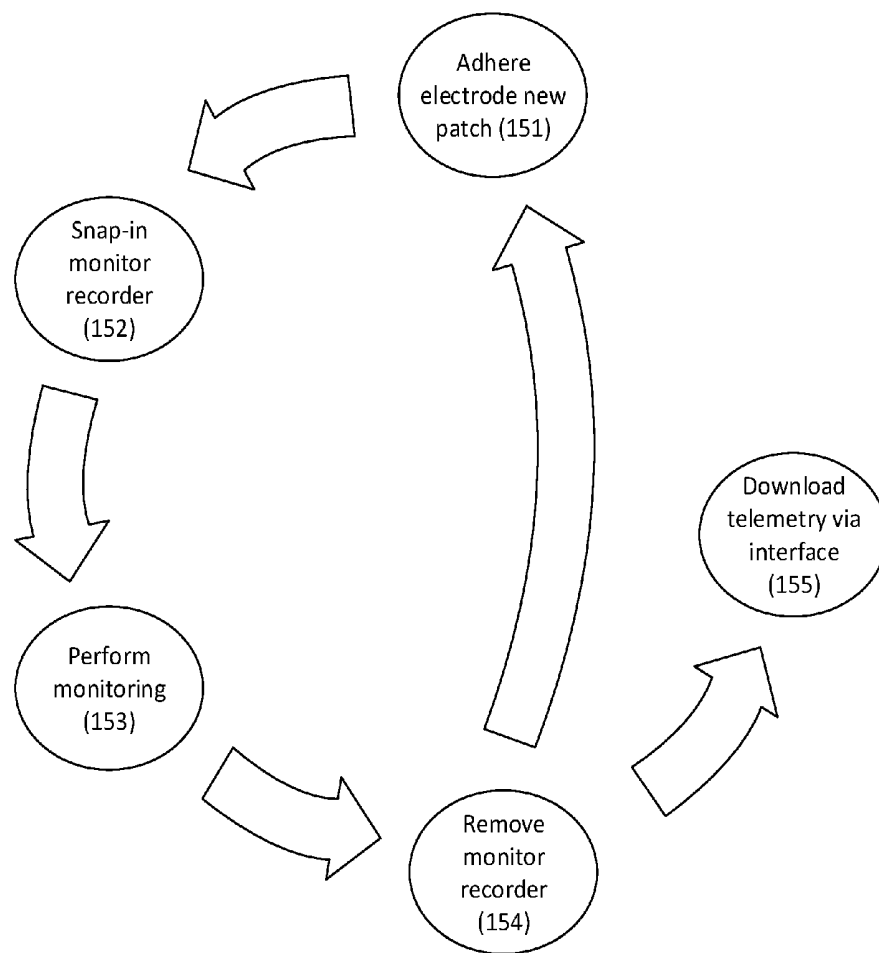 Adhere
electrode new
patch (151)
Snap-in
monitor
recorder
(152)
Perform
monitoring
(153)
Remove
monitor
recorder
(154)
Download
telemetry via
interface
(155)